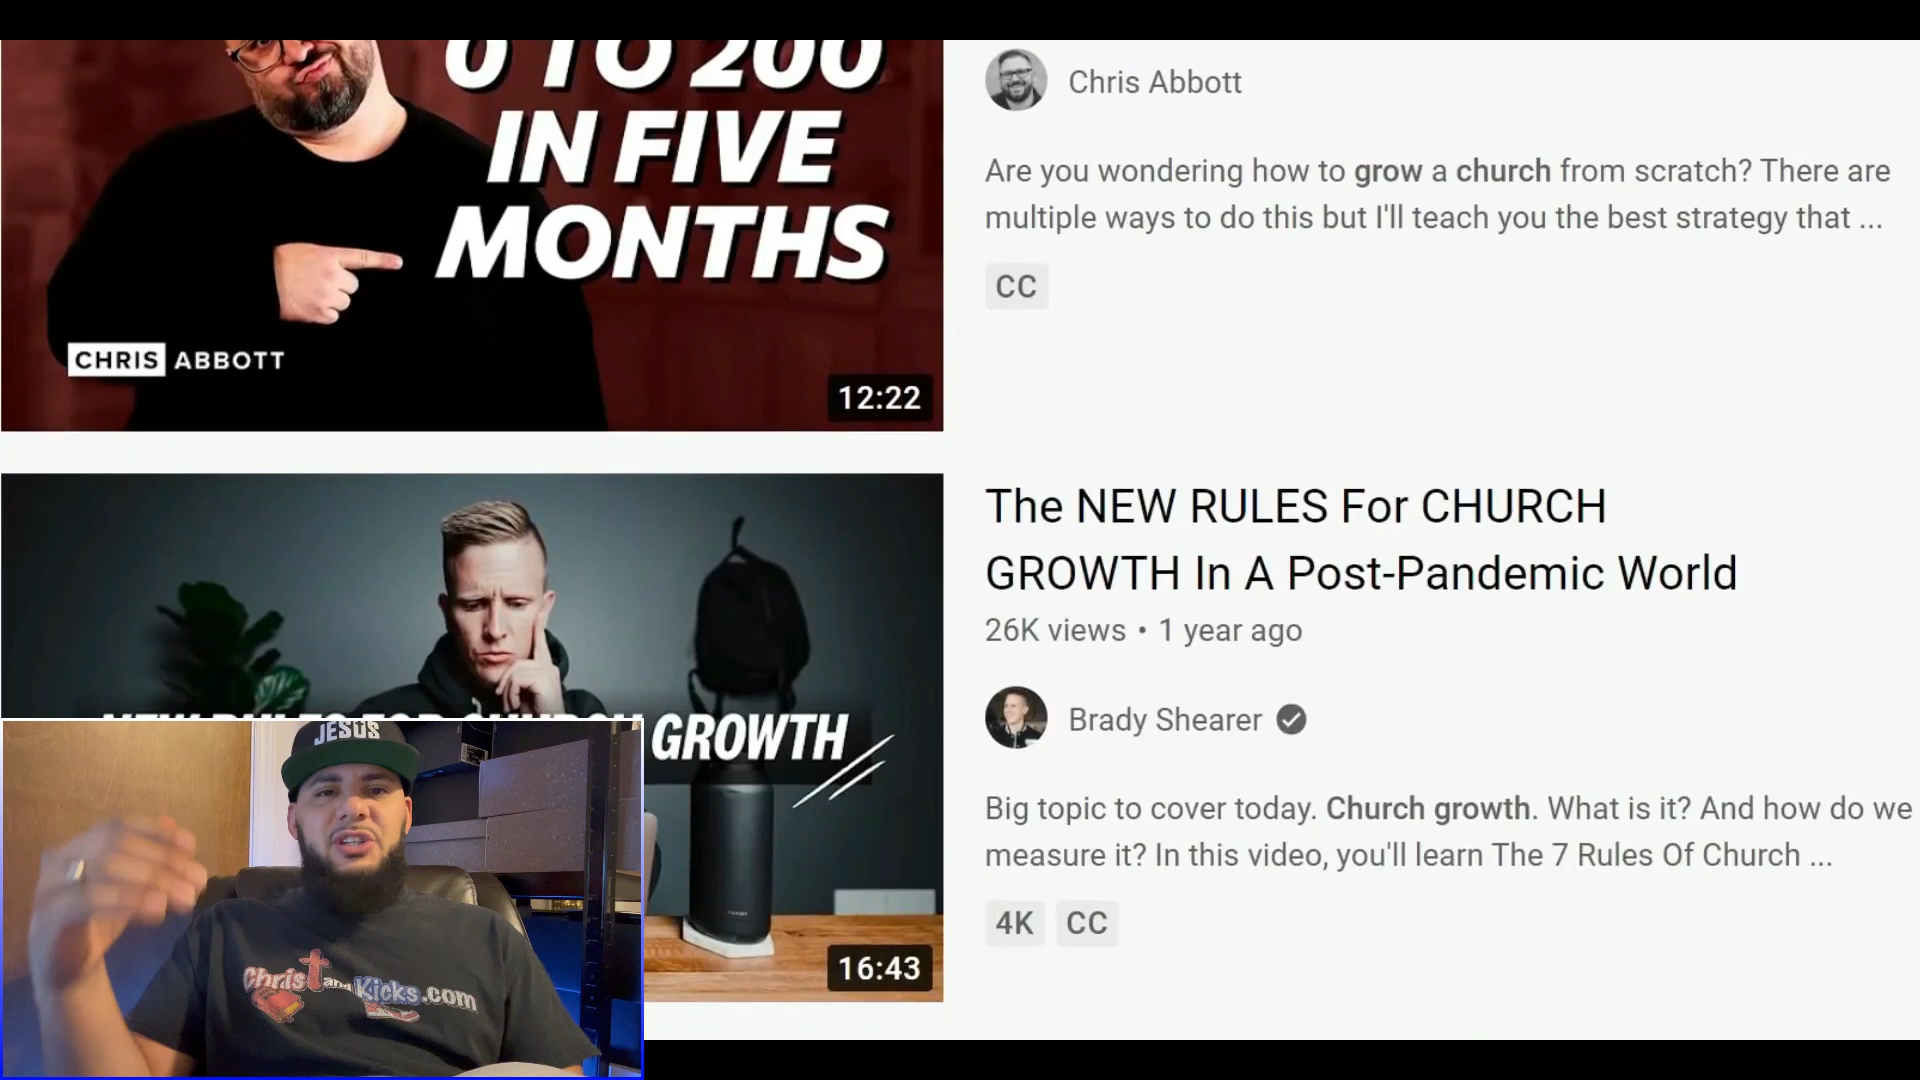 0 TO 200
IN FIVE
MONTHS
CHRIS ABBOTT
12:22
Chris Abbott
Are you wondering how to grow a church from scratch? There are
multiple ways to do this but I'll teach you the best strategy that ...
CC
GROWTH
16:43
The NEW RULES For CHURCH
GROWTH In A Post-Pandemic World
26K views • 1 year ago
Brady Shearer
Big topic to cover today. Church growth. What is it? And how do we
measure it? In this video, you'll learn The 7 Rules Of Church ...
4K CC
JESUS
Christ and Kicks.com